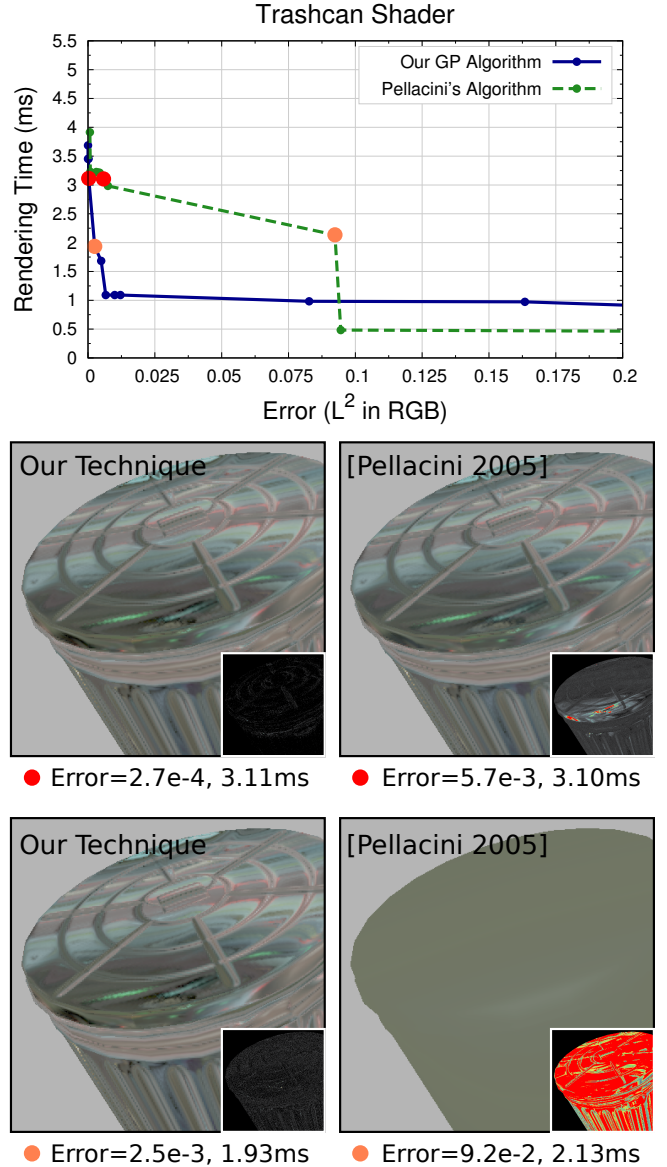 Trashcan Shader
Our GP Algorithm
Pellacini's Algorithm
Rendering Time (ms)
5.5
5
4.5
4
3.5
3
2.5
2
1.5
1
0.5
0
0 0.025 0.05 0.075 0.1 0.125 0.15 0.175 0.2
Error (L² in RGB)
Our Technique [Pellacini 2005]
Error=2.7e-4, 3.11ms Error=5.7e-3, 3.10ms
Our Technique [Pellacini 2005]
Error=2.5e-3, 1.93ms Error=9.2e-2, 2.13ms